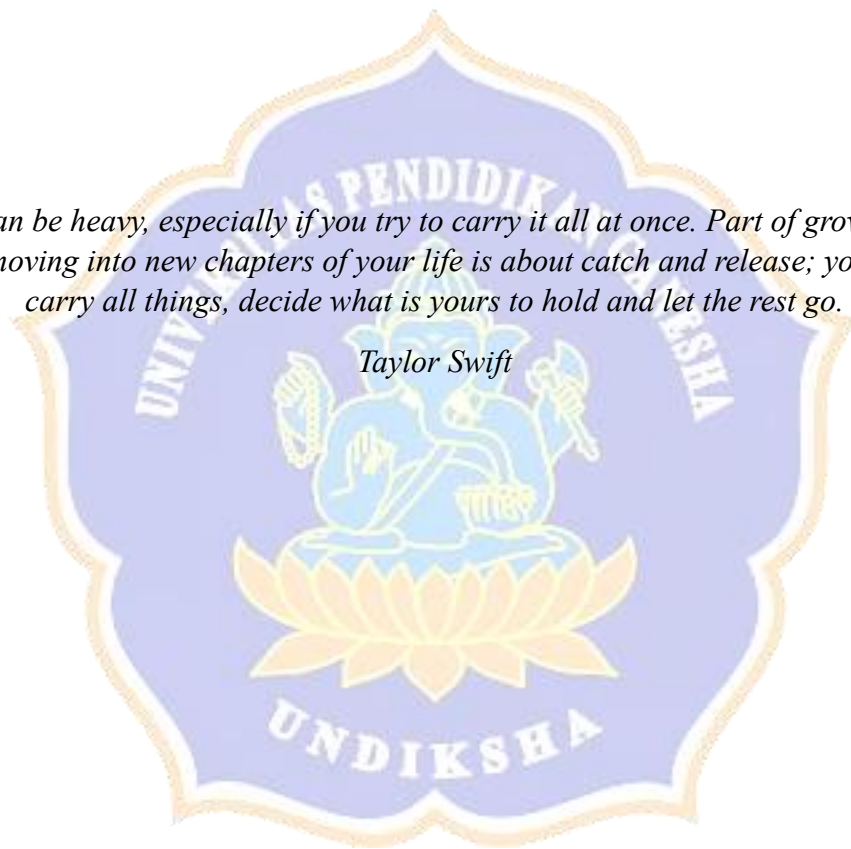 an be heavy, especially if you try to carry it all at once. Part of grov
noving into new chapters of your life is about catch and release; yo
carry all things, decide what is yours to hold and let the rest go.
Taylor Swift
UNIVERSITAS PENDIDIKAN GANESHA
UNDIKSHA